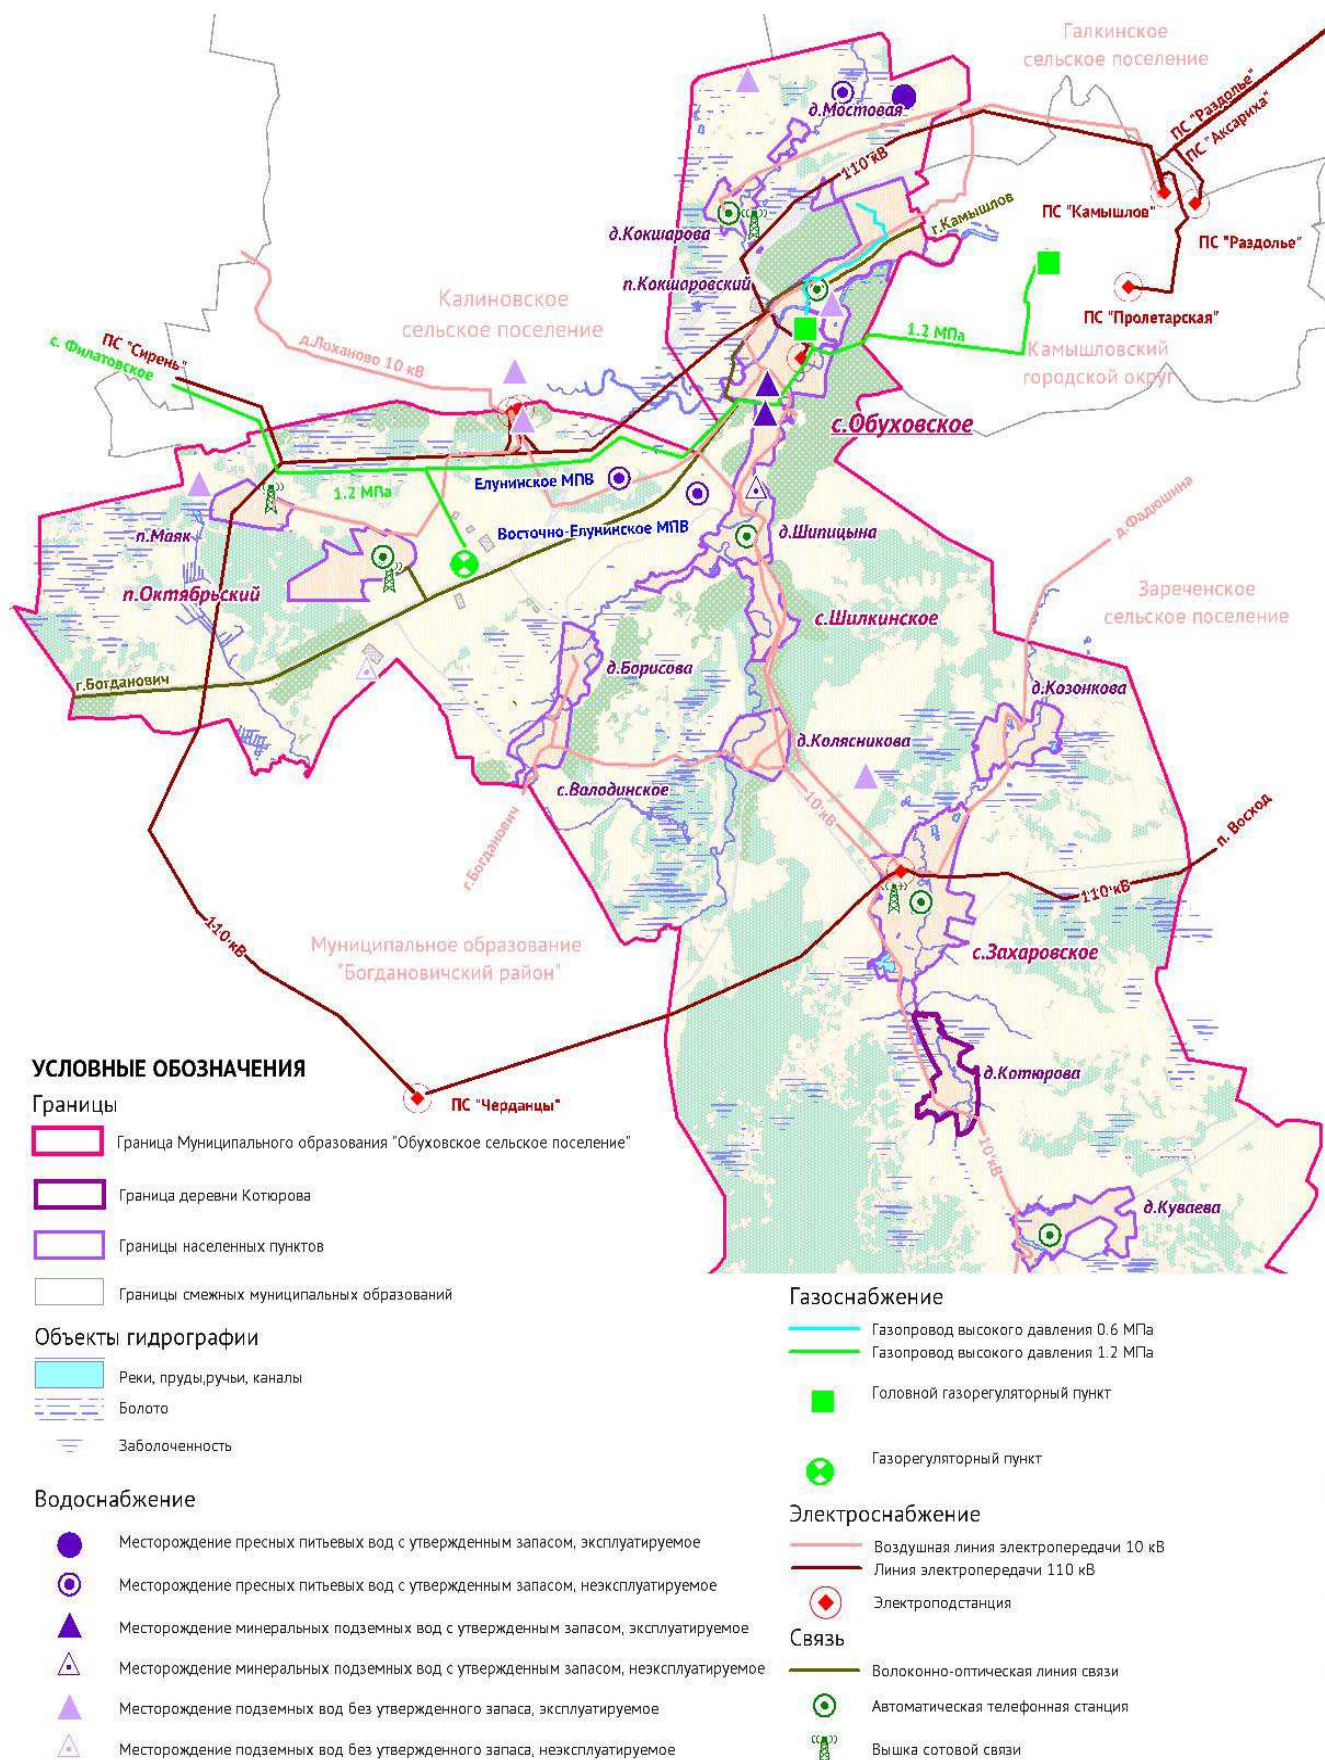 Галкинское
сельское поселение
ПС "Раздолье"
ПС "Аксариха"
д.Мостовая
110 кВ
ПС "Камышлов"
г.Камышлов
ПС "Раздолье"
д.Кокшарова
п.Кокшаровский
Калиновское
сельское поселение
ПС "Пролетарская"
1.2 МПа
Камышловский
городской округ
ПС "Сирень"
с. Филатовское
д.Лоханово 10 кВ
с.Обуховское
Елунинское МПВ
1.2 МПа
Восточно-Елунинское МПВ
д.Шипицына
д.Фадюшина
п.Маяк
п.Октябрьский
Зареченское
сельское поселение
с.Шилкинское
д.Борисова
г.Богданович
д.Козонкова
д.Колясникова
с.Володинское
10 кВ
г.Богданович
п. Восход
110 кВ
110 кВ
Муниципальное образование
"Богдановичский район"
с.Захаровское
д.Котюрова
ПС "Черданцы"
10 кВ
д.Куваева
УСЛОВНЫЕ ОБОЗНАЧЕНИЯ
Границы
Граница Муниципального образования "Обуховское сельское поселение"
Граница деревни Котюрова
Границы населенных пунктов
Границы смежных муниципальных образований
Объекты гидрографии
Реки, пруды,ручьи, каналы
Болото
Заболоченность
Водоснабжение
Месторождение пресных питьевых вод с утвержденным запасом, эксплуатируемое
Месторождение пресных питьевых вод с утвержденным запасом, неэксплуатируемое
Месторождение минеральных подземных вод с утвержденным запасом, эксплуатируемое
Месторождение минеральных подземных вод с утвержденным запасом, неэксплуатируемое
Месторождение подземных вод без утвержденного запаса, эксплуатируемое
Месторождение подземных вод без утвержденного запаса, неэксплуатируемое
Газоснабжение
Газопровод высокого давления 0.6 МПа
Газопровод высокого давления 1.2 МПа
Головной газорегуляторный пункт
Газорегуляторный пункт
Электроснабжение
Воздушная линия электропередачи 10 кВ
Линия электропередачи 110 кВ
Электроподстанция
Связь
Волоконно-оптическая линия связи
Автоматическая телефонная станция
Вышка сотовой связи